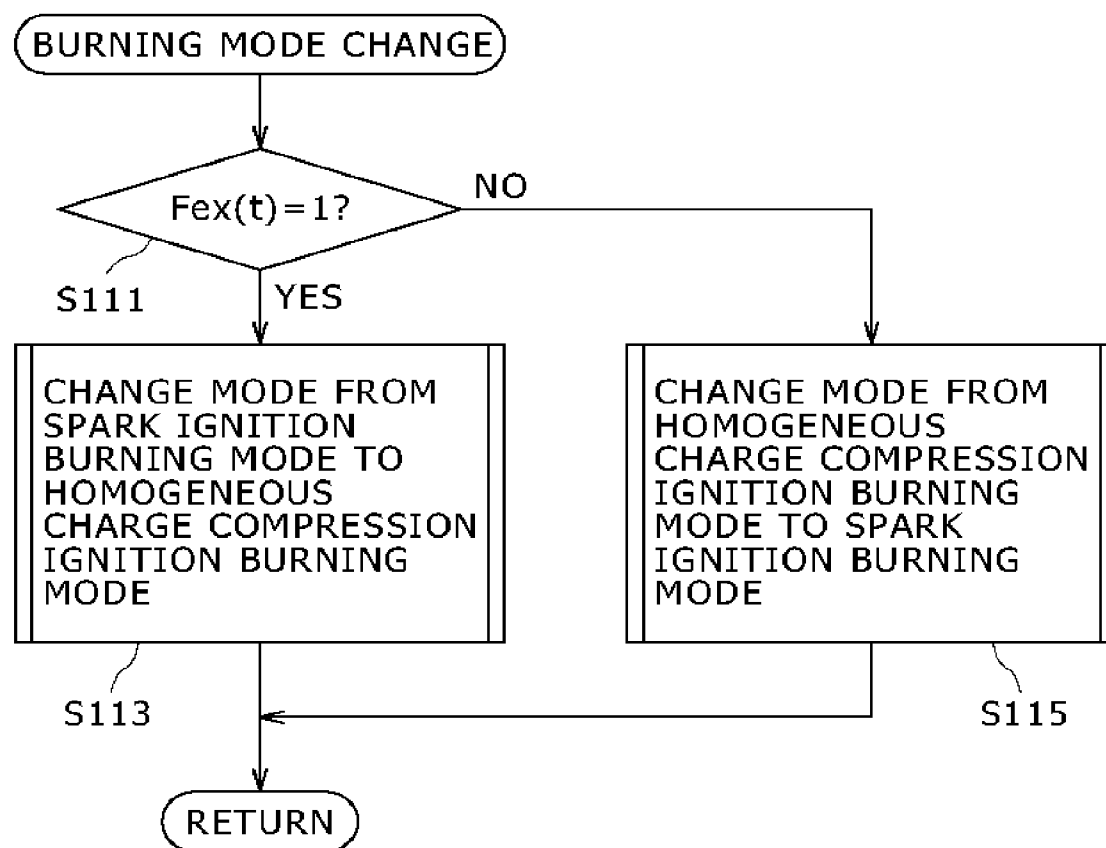 BURNING MODE CHANGE
Fex(t)=1?
NO
S111
YES
CHANGE MODE FROM
SPARK IGNITION
BURNING MODE TO
HOMOGENEOUS
CHARGE COMPRESSION
IGNITION BURNING
MODE
CHANGE MODE FROM
HOMOGENEOUS
CHARGE COMPRESSION
IGNITION BURNING
MODE TO SPARK
IGNITION BURNING
MODE
S113
S115
RETURN